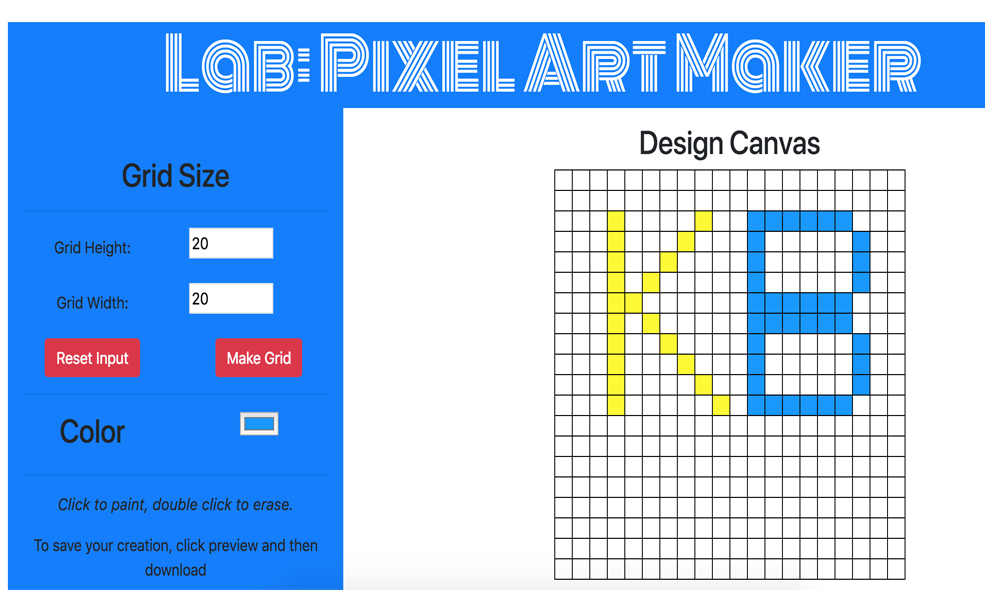 Lab: Pixel Art Maker
Design Canvas
Grid Size
Grid Height:
20
Grid Width:
20
Reset Input
Make Grid
Color
Click to paint, double click to erase.
To save your creation, click preview and then
download
KB